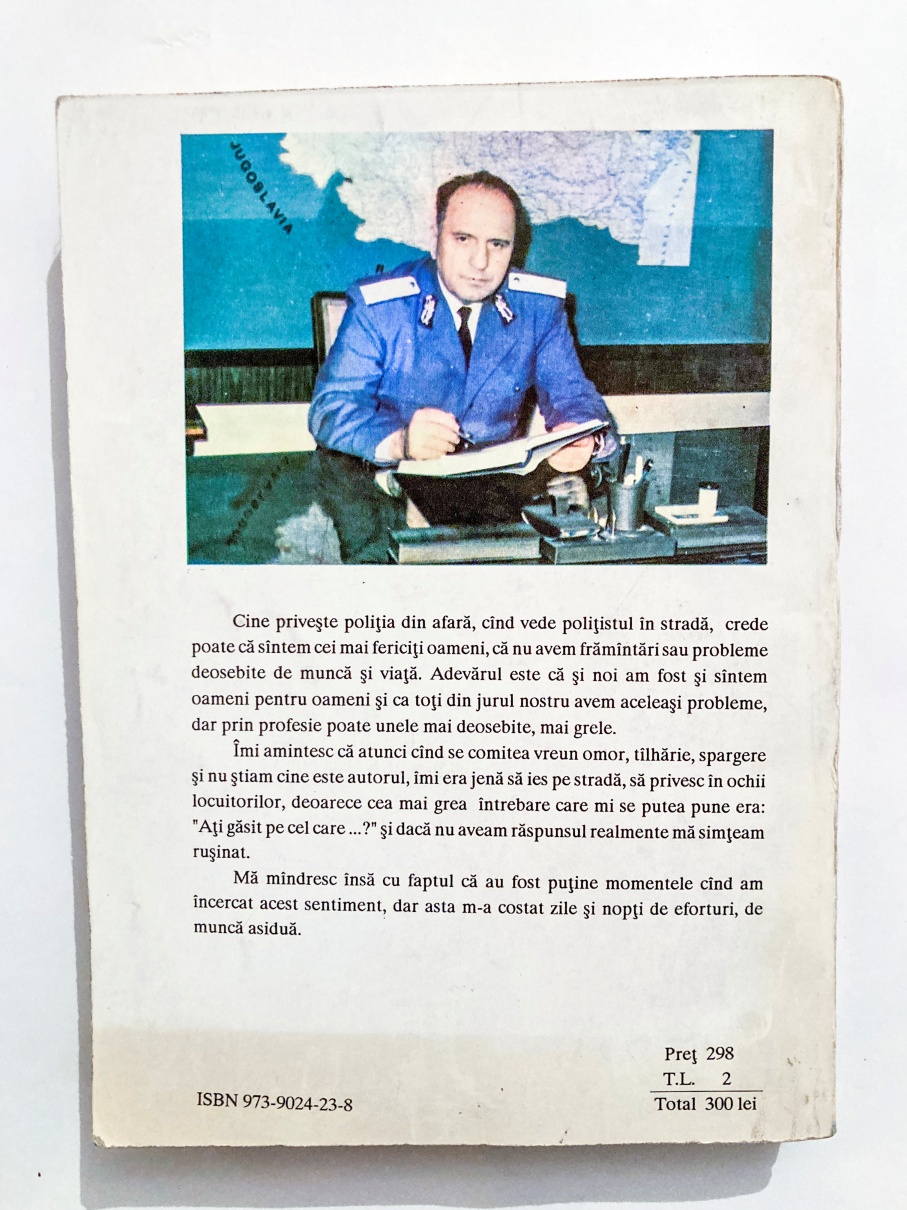 JUGOSLAVIA
Cine priveşte poliţia din afară, cînd vede poliţistul în stradă, crede
poate că sîntem cei mai fericiţi oameni, că nu avem frămîntări sau probleme
deosebite de muncă şi viaţă. Adevărul este că şi noi am fost şi sîntem
oameni pentru oameni şi ca toţi din jurul nostru avem aceleaşi probleme,
dar prin profesie poate unele mai deosebite, mai grele.
Îmi amintesc că atunci cînd se comitea vreun omor, tîlhărie, spargere
şi nu ştiam cine este autorul, îmi era jenă să ies pe stradă, să privesc în ochii
locuitorilor, deoarece cea mai grea întrebare care mi se putea pune era:
"Aţi găsit pe cel care ...?" şi dacă nu aveam răspunsul realmente mă simţeam
ruşinat.
Mă mîndresc însă cu faptul că au fost puţine momentele cînd am
încercat acest sentiment, dar asta m-a costat zile şi nopţi de eforturi, de
muncă asiduă.
Preţ 298
T.L. 2
ISBN 973-9024-23-8
Total 300 lei